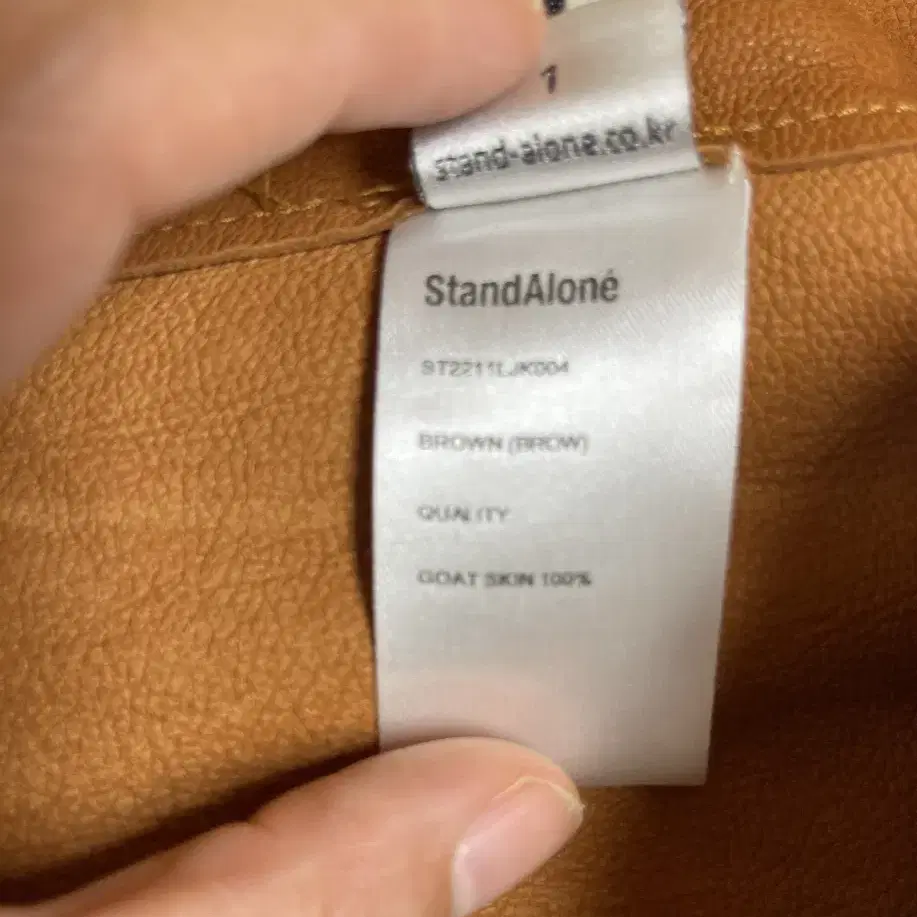 1
stand-alone.co.kr
StandAloné
ST2211LJK004
BROWN (BROW)
QUALITY
GOAT SKIN 100%